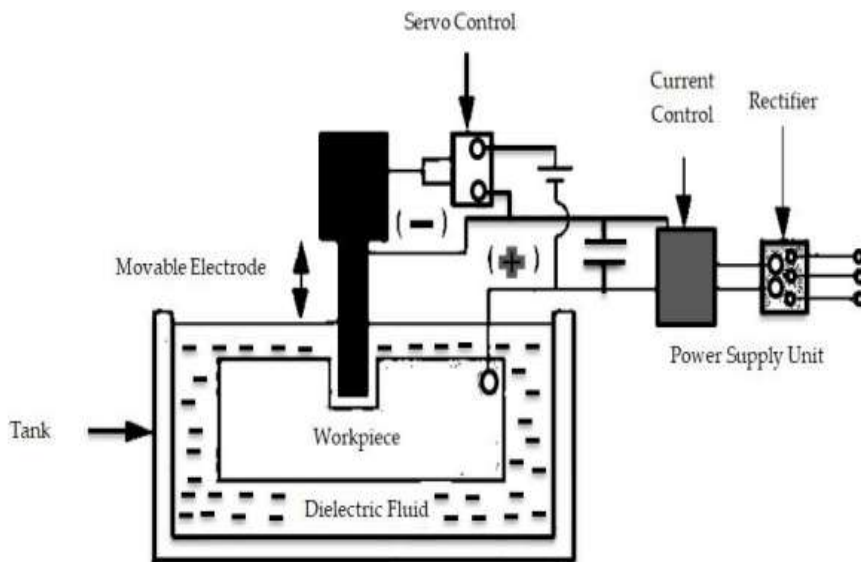 Servo Control
Current
Control
Rectifier
(-)
Movable Electrode
(+)
Power Supply Unit
Tank
Workpiece
Dielectric Fluid